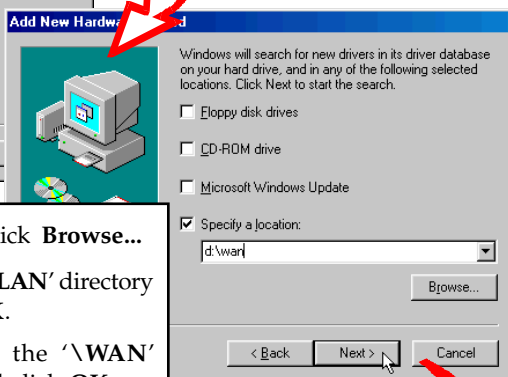 Add New Hardwa
d
Windows will search for new drivers in its driver database
on your hard drive, and in any of the following selected
locations. Click Next to start the search.
Floppy disk drives
CD-ROM drive
Microsoft Windows Update
Specify a location:
d:\wan
Browse...
< Back
Next >
Cancel
ick Browse...
LAN' directory
K.
the '\WAN'
click OK